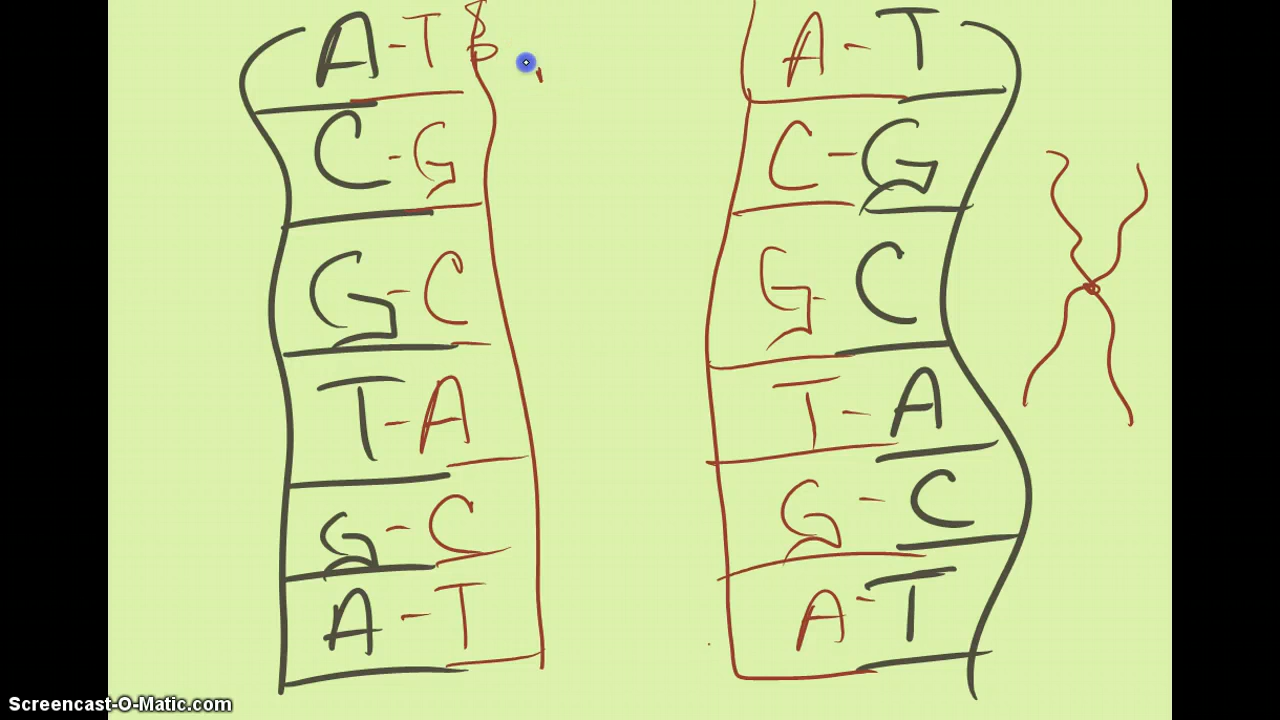 A-T A-T
C-G C-G
G-C G-C
T-A T-A
G-C G-C
A-T A-T
Screencast-O-Matic.com